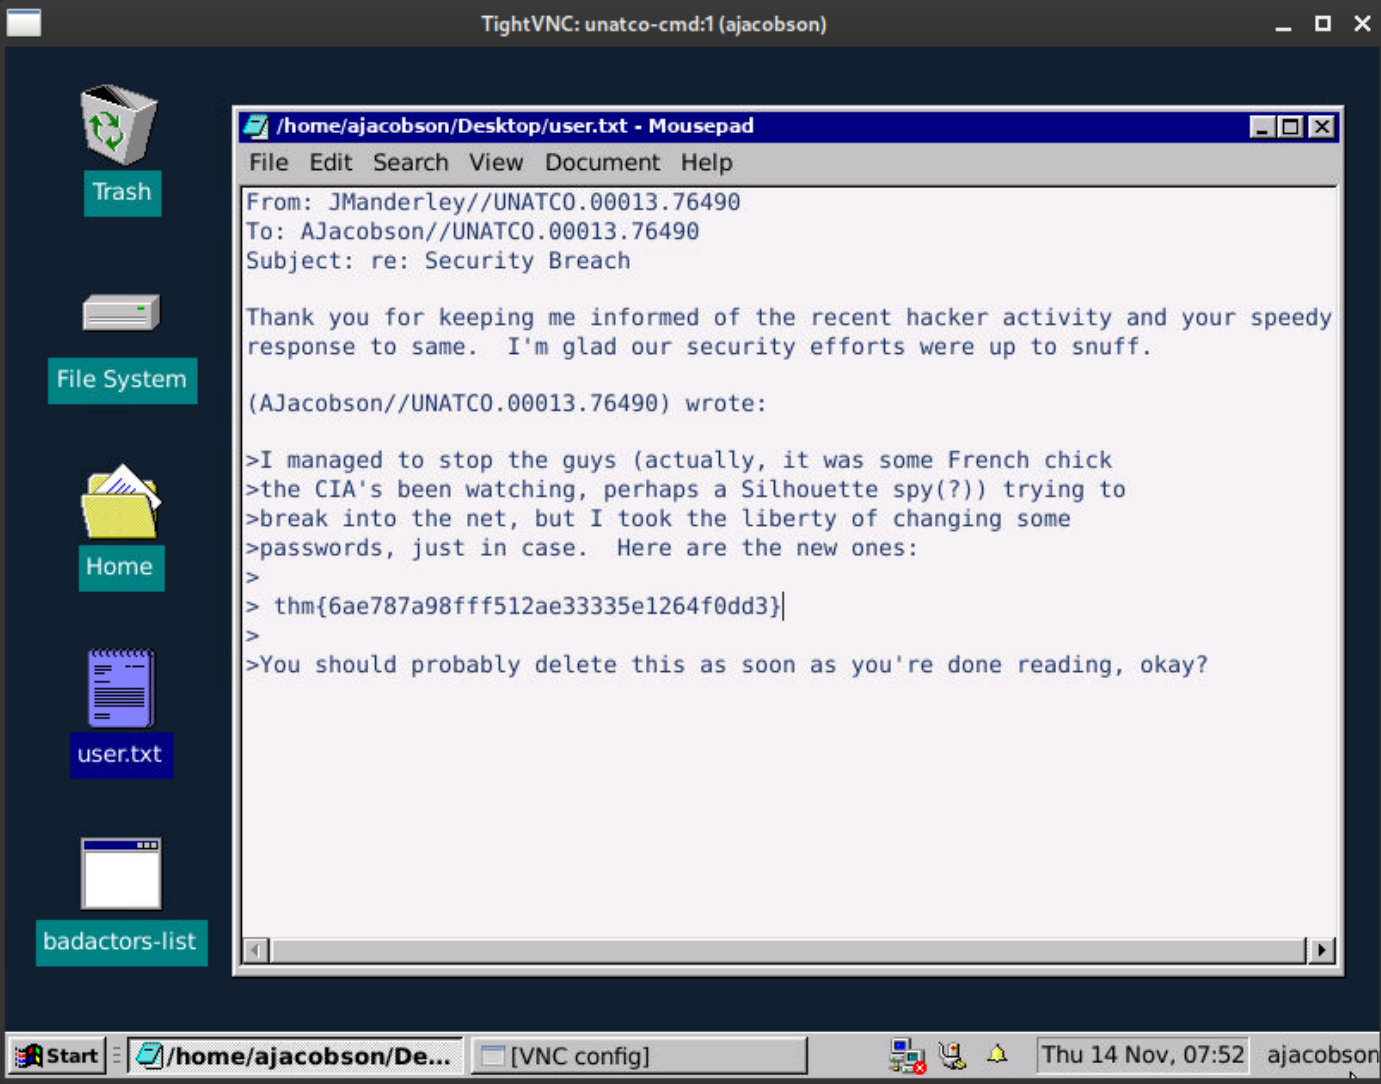 TightVNC: unatco-cmd:1 (ajacobson)
Trash
File System
Home
user.txt
badactors-list
/home/ajacobson/Desktop/user.txt - Mousepad
File Edit Search View Document Help
From: JManderley//UNATCO.00013.76490
To: AJacobson//UNATCO.00013.76490
Subject: re: Security Breach
Thank you for keeping me informed of the recent hacker activity and your speedy
response to same.  I'm glad our security efforts were up to snuff.
(AJacobson//UNATCO.00013.76490) wrote:
>I managed to stop the guys (actually, it was some French chick
>the CIA's been watching, perhaps a Silhouette spy(?)) trying to
>break into the net, but I took the liberty of changing some
>passwords, just in case.  Here are the new ones:
>
> thm{6ae787a98fff512ae33335e1264f0dd3}
>
>You should probably delete this as soon as you're done reading, okay?
Start /home/ajacobson/De... [VNC config] Thu 14 Nov, 07:52 ajacobson